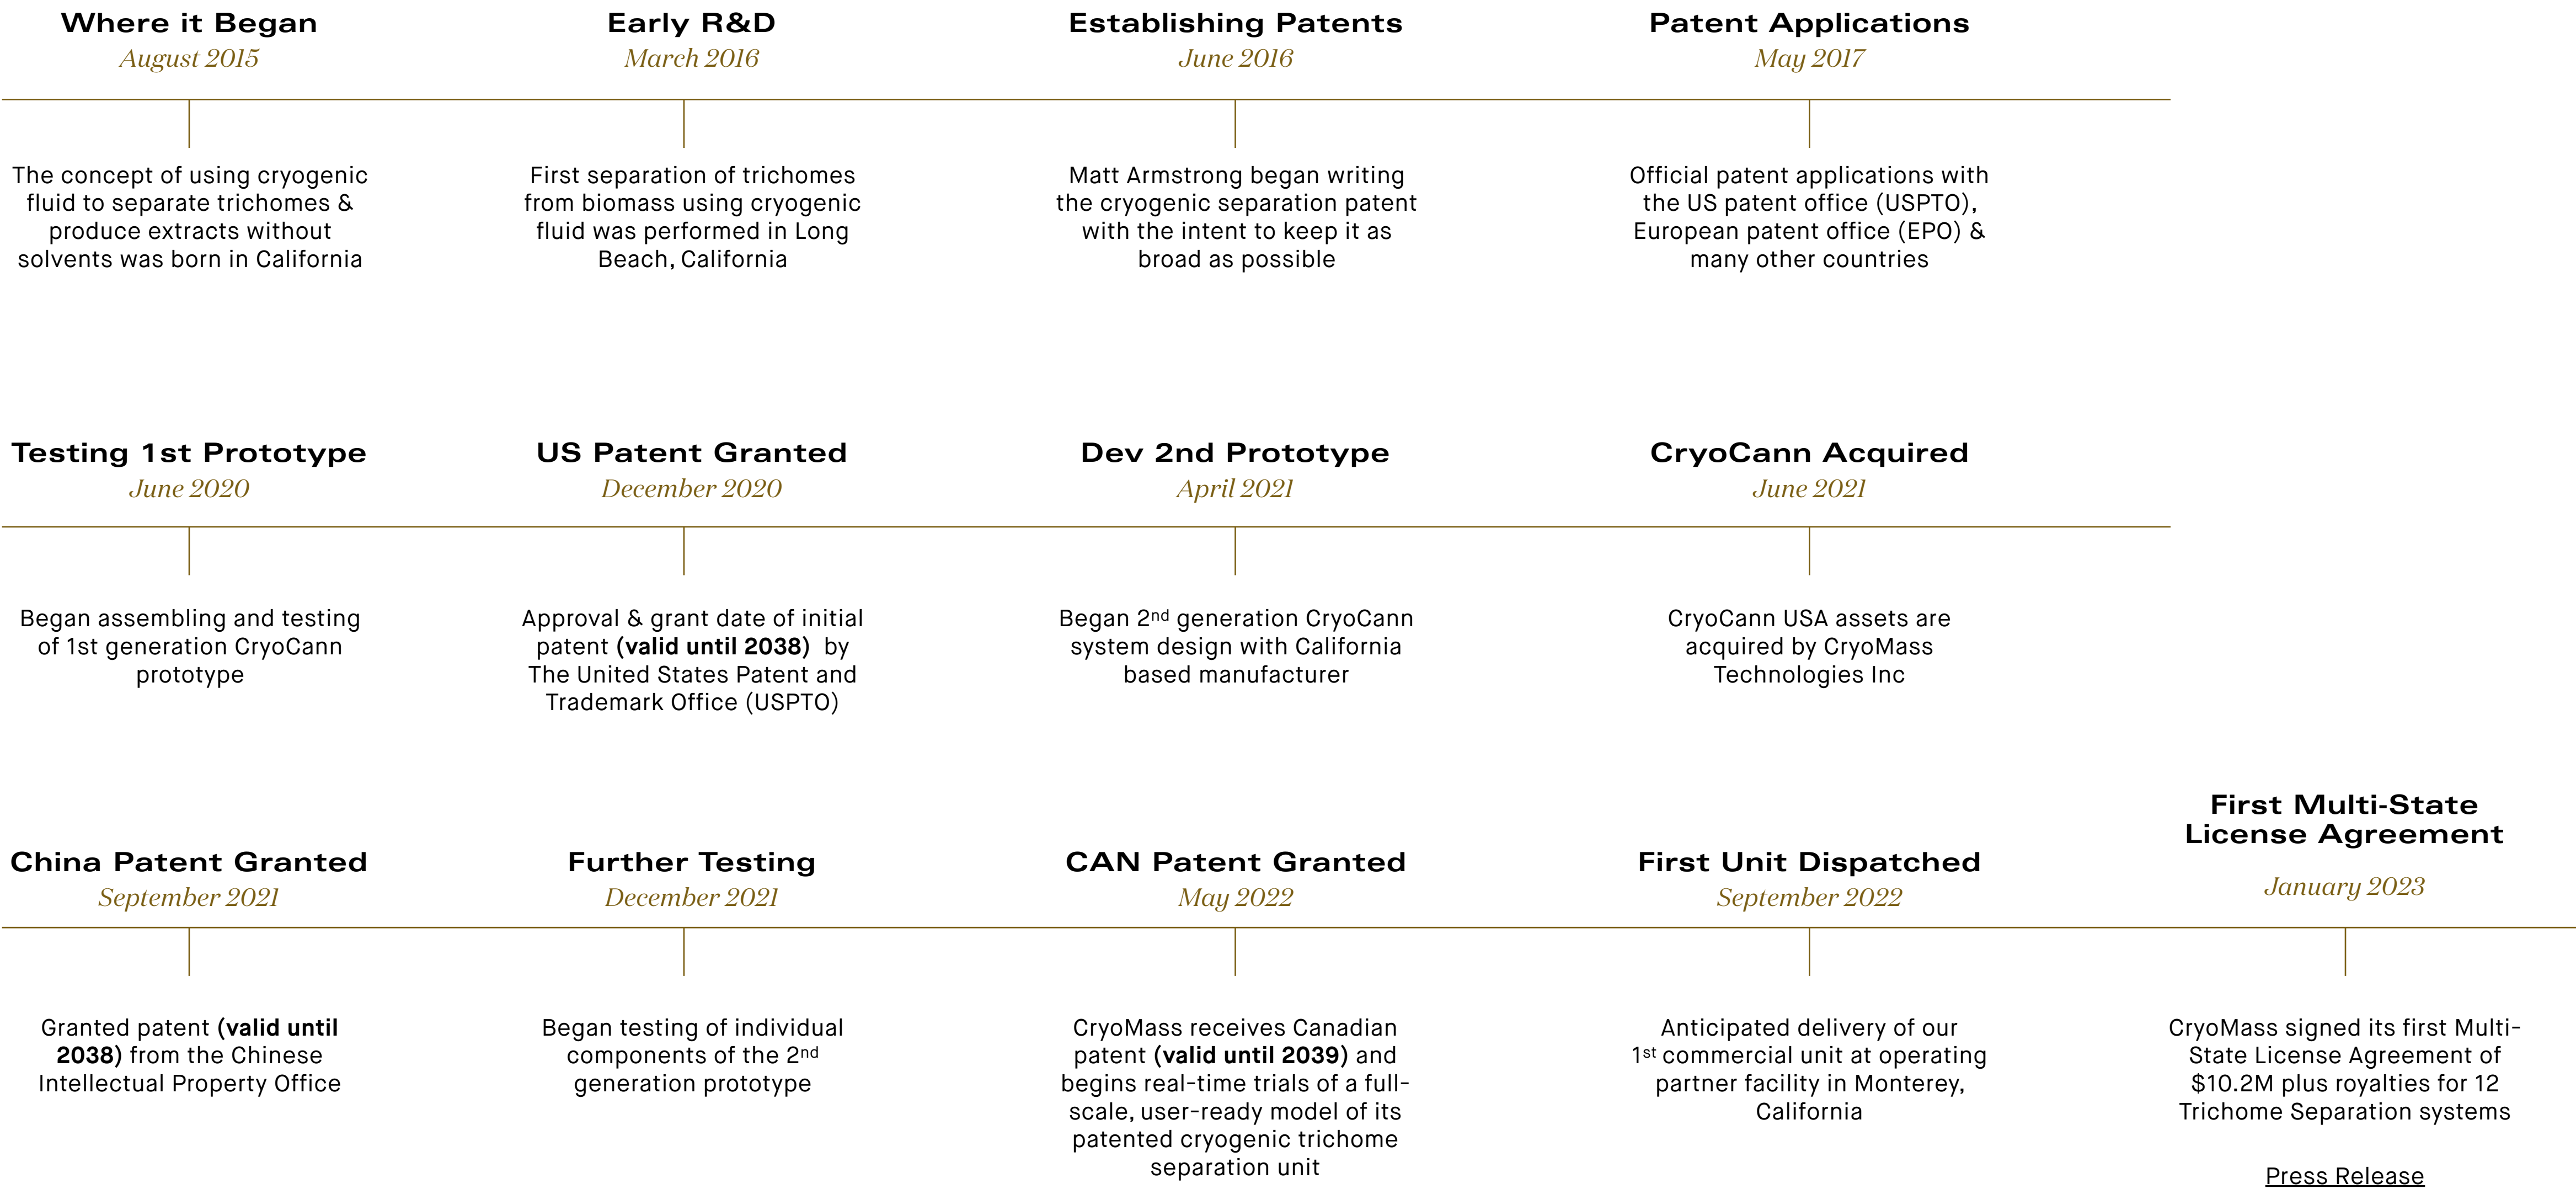 Where it Began
August 2015
The concept of using cryogenic
fluid to separate trichomes &
produce extracts without
solvents was born in California
Early R&D
March 2016
First separation of trichomes
from biomass using cryogenic
fluid was performed in Long
Beach, California
Establishing Patents
June 2016
Matt Armstrong began writing
the cryogenic separation patent
with the intent to keep it as
broad as possible
Patent Applications
May 2017
Official patent applications with
the US patent office (USPTO),
European patent office (EPO) &
many other countries
Testing 1st Prototype
June 2020
Began assembling and testing
of 1st generation CryoCann
prototype
US Patent Granted
December 2020
Approval & grant date of initial
patent (valid until 2038) by
The United States Patent and
Trademark Office (USPTO)
Dev 2nd Prototype
April 2021
Began 2nd generation CryoCann
system design with California
based manufacturer
CryoCann Acquired
June 2021
CryoCann USA assets are
acquired by CryoMass
Technologies Inc
China Patent Granted
September 2021
Granted patent (valid until
2038) from the Chinese
Intellectual Property Office
Further Testing
December 2021
Began testing of individual
components of the 2nd
generation prototype
CAN Patent Granted
May 2022
CryoMass receives Canadian
patent (valid until 2039) and
begins real-time trials of a full-
scale, user-ready model of its
patented cryogenic trichome
separation unit
First Unit Dispatched
September 2022
Anticipated delivery of our
1st commercial unit at operating
partner facility in Monterey,
California
First Multi-State
License Agreement
January 2023
CryoMass signed its first Multi-
State License Agreement of
$10.2M plus royalties for 12
Trichome Separation systems
Press Release